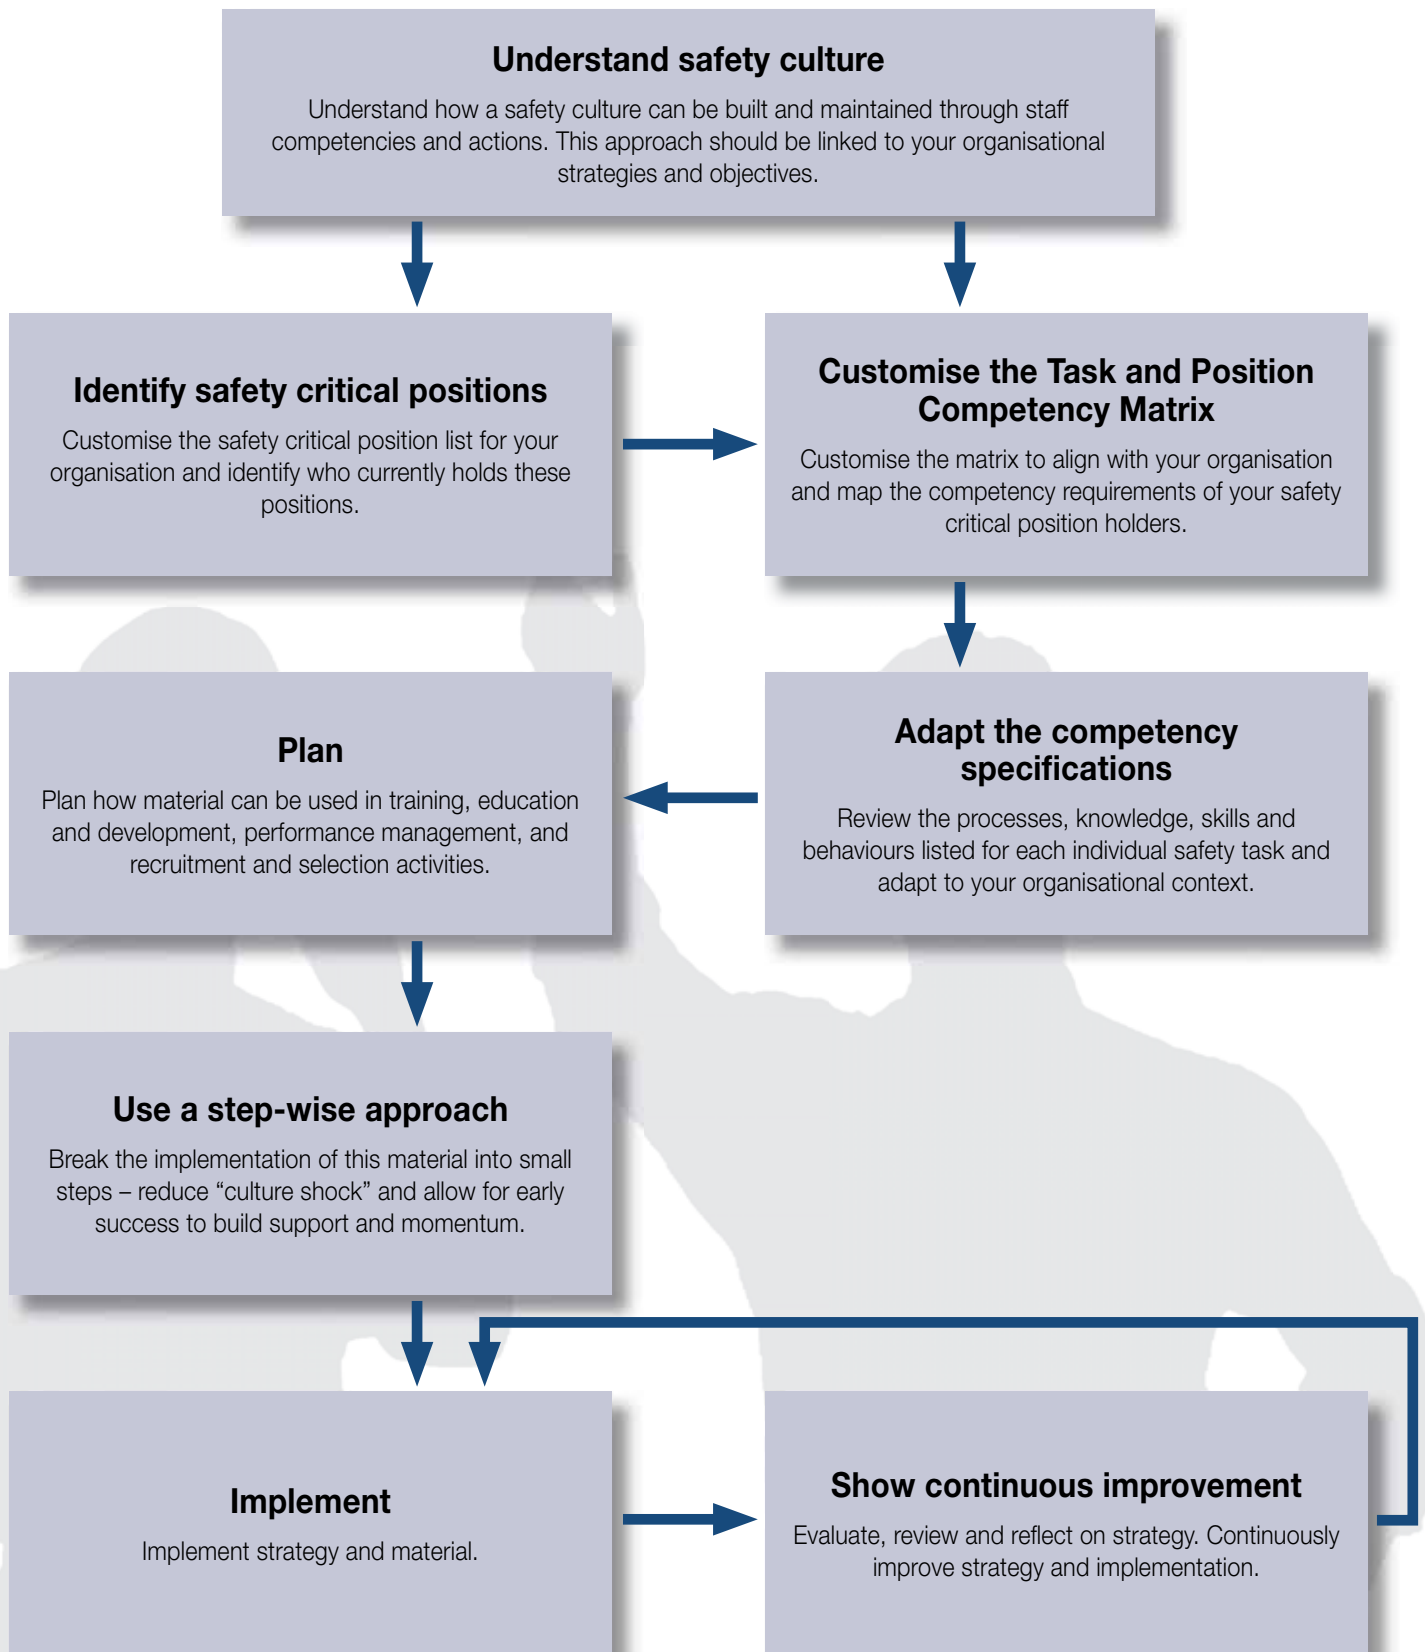 Understand safety culture
Understand how a safety culture can be built and maintained through staff
competencies and actions. This approach should be linked to your organisational
strategies and objectives.
Identify safety critical positions
Customise the safety critical position list for your
organisation and identify who currently holds these
positions.
Customise the Task and Position
Competency Matrix
Customise the matrix to align with your organisation
and map the competency requirements of your safety
critical position holders.
Adapt the competency
specifications
Review the processes, knowledge, skills and
behaviours listed for each individual safety task and
adapt to your organisational context.
Plan
Plan how material can be used in training, education
and development, performance management, and
recruitment and selection activities.
Use a step-wise approach
Break the implementation of this material into small
steps – reduce “culture shock” and allow for early
success to build support and momentum.
Implement
Implement strategy and material.
Show continuous improvement
Evaluate, review and reflect on strategy. Continuously
improve strategy and implementation.